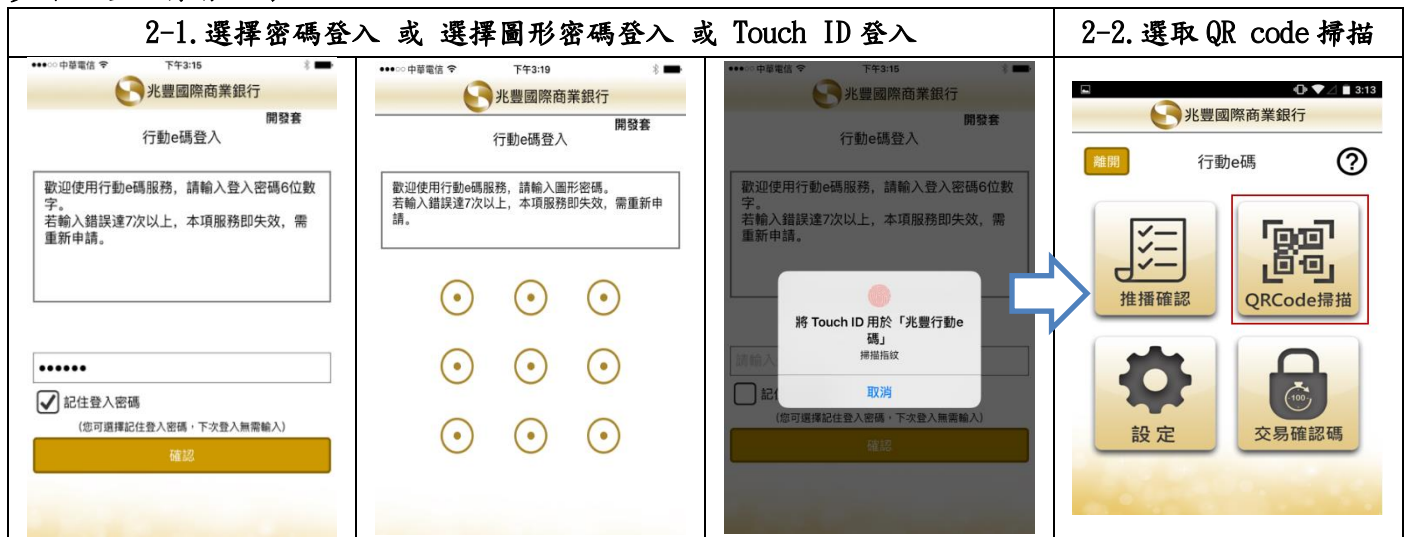 2-1.選擇密碼登入 或 選擇圖形密碼登入 或 Touch ID 登入
2-2.選取 QR code 掃描
中華電信 下午3:15
兆豐國際商業銀行
開發套
行動e碼登入
歡迎使用行動e碼服務，請輸入登入密碼6位數
字。
若輸入錯誤達7次以上，本項服務即失效，需
重新申請。
••••••
記住登入密碼
(您可選擇記住登入密碼，下次登入無需輸入)
確認
中華電信 下午3:19
兆豐國際商業銀行
開發套
行動e碼登入
歡迎使用行動e碼服務，請輸入圖形密碼。
若輸入錯誤達7次以上，本項服務即失效，需重新申
請。
中華電信 下午3:15
兆豐國際商業銀行
開發套
行動e碼登入
歡迎使用行動e碼服務，請輸入登入密碼6位數
字。
若輸入錯誤達7次以上，本項服務即失效，需
重新申請。
將 Touch ID 用於「兆豐行動e
碼」
掃描指紋
請輸入
取消
記住
(您可選擇記住登入密碼，下次登入無需輸入)
確認
3:13
兆豐國際商業銀行
離開 行動e碼 ?
推播確認
QRCode掃描
設定
100
交易確認碼